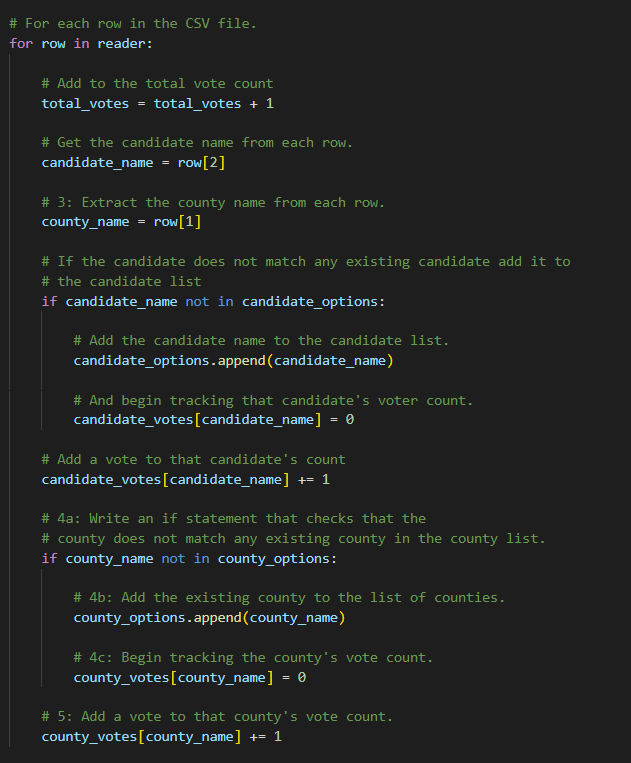 # For each row in the CSV file.
for row in reader:
# Add to the total vote count
total_votes = total_votes + 1
# Get the candidate name from each row.
candidate_name = row[2]
# 3: Extract the county name from each row.
county_name = row[1]
# If the candidate does not match any existing candidate add it to
# the candidate list
if candidate_name not in candidate_options:
# Add the candidate name to the candidate list.
candidate_options.append(candidate_name)
# And begin tracking that candidate's voter count.
candidate_votes[candidate_name] = 0
# Add a vote to that candidate's count
candidate_votes[candidate_name] += 1
# 4a: Write an if statement that checks that the
# county does not match any existing county in the county list.
if county_name not in county_options:
# 4b: Add the existing county to the list of counties.
county_options.append(county_name)
# 4c: Begin tracking the county's vote count.
county_votes[county_name] = 0
# 5: Add a vote to that county's vote count.
county_votes[county_name] += 1